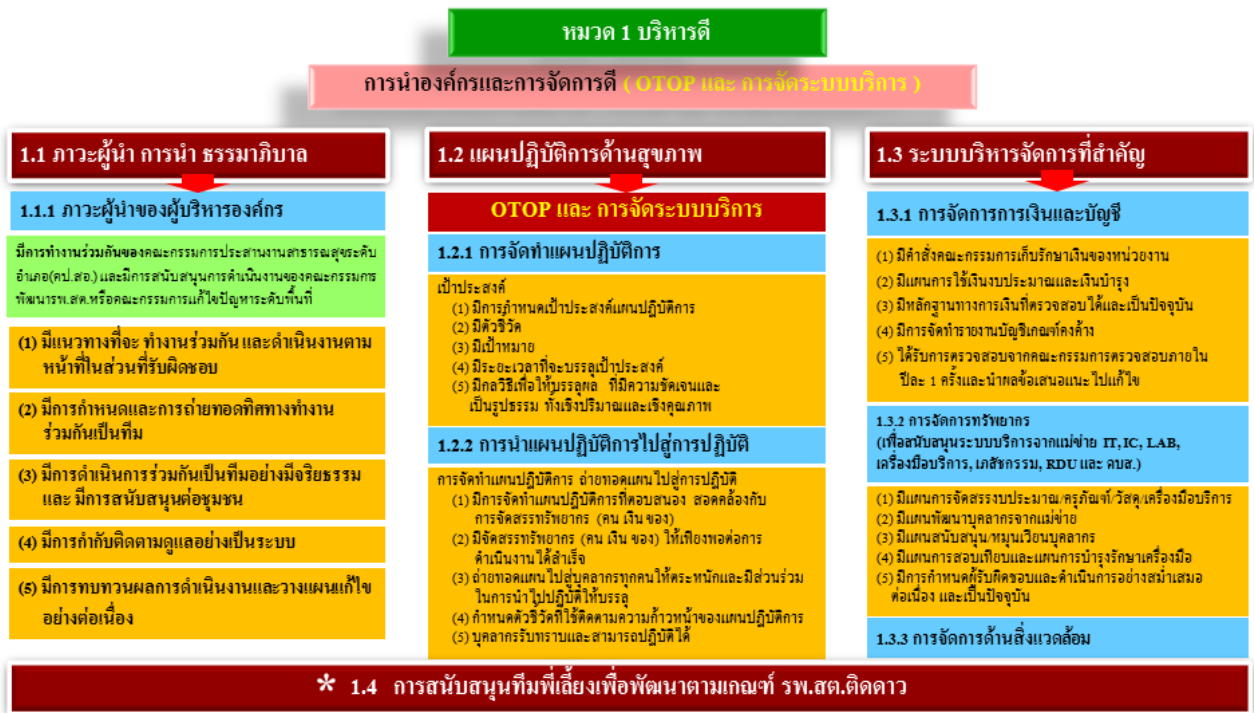 หมวด 1 บริหารดี
การนำองค์กรและการจัดการดี ( OTOP และ การจัดระบบบริการ )
1.1 ภาวะผู้นำ การนำ ธรรมาภิบาล
1.1.1 ภาวะผู้นำของผู้บริหารองค์กร
มีการทำงานร่วมกันของคณะกรรมการประสานงานสาธารณสุขระดับ
อำเภอ(คป.สอ.) และมีการสนับสนุนการดำเนินงานของคณะกรรมการ
พัฒนารพ.สต.หรือคณะกรรมการแก้ไขปัญหาระดับพื้นที่
(1) มีแนวทางที่จะ ทำงานร่วมกัน และดำเนินงานตาม
หน้าที่ในส่วนที่รับผิดชอบ
(2) มีการกำหนดและการถ่ายทอดทิศทางทำงาน
ร่วมกันเป็นทีม
(3) มีการดำเนินการร่วมกันเป็นทีมอย่างมีจริยธรรม
และ มีการสนับสนุนต่อชุมชน
(4) มีการกำกับติดตามดูแลอย่างเป็นระบบ
(5) มีการทบทวนผลการดำเนินงานและวางแผนแก้ไข
อย่างต่อเนื่อง
1.2 แผนปฏิบัติการด้านสุขภาพ
OTOP และ การจัดระบบบริการ
1.2.1 การจัดทำแผนปฏิบัติการ
เป้าประสงค์
(1) มีการกำหนดเป้าประสงค์แผนปฏิบัติการ
(2) มีตัวชี้วัด
(3) มีเป้าหมาย
(4) มีระยะเวลาที่จะบรรลุเป้าประสงค์
(5) มีกลวิธีเพื่อให้บรรลุผล ที่มีความชัดเจนและ
เป็นรูปธรรม ทั้งเชิงปริมาณและเชิงคุณภาพ
1.2.2 การนำแผนปฏิบัติการไปสู่การปฏิบัติ
การจัดทำแผนปฏิบัติการ ถ่ายทอดแผนไปสู่การปฏิบัติ
(1) มีการจัดทำแผนปฏิบัติการที่ตอบสนอง สอดคล้องกับ
การจัดสรรทรัพยากร (คน เงิน ของ)
(2) มีจัดสรรทรัพยากร (คน เงิน ของ) ให้เพียงพอต่อการ
ดำเนินงานได้สำเร็จ
(3) ถ่ายทอดแผนไปสู่บุคลากรทุกคนให้ตระหนักและมีส่วนร่วม
ในการนำไปปฏิบัติให้บรรลุ
(4) กำหนดตัวชี้วัดที่ใช้ติดตามความก้าวหน้าของแผนปฏิบัติการ
(5) บุคลากรรับทราบและสามารถปฏิบัติได้
1.3 ระบบบริหารจัดการที่สำคัญ
1.3.1 การจัดการการเงินและบัญชี
(1) มีคำสั่งคณะกรรมการเก็บรักษาเงินของหน่วยงาน
(2) มีแผนการใช้เงินงบประมาณและเงินบำรุง
(3) มีหลักฐานทางการเงินที่ตรวจสอบได้และเป็นปัจจุบัน
(4) มีการจัดทำรายงานบัญชีเกณฑ์คงค้าง
(5) ได้รับการตรวจสอบจากคณะกรรมการตรวจสอบภายใน
ปีละ 1 ครั้งและนำผลข้อเสนอแนะ ไปแก้ไข
1.3.2 การจัดการทรัพยากร
(เพื่อสนับสนุนระบบบริการจากแม่ข่าย IT, IC, LAB,
เครื่องมือบริการ, เภสัชกรรม, RDU และ คบส.)
(1) มีแผนการจัดสรรงบประมาณ/ครุภัณฑ์/วัสดุ/เครื่องมือบริการ
(2) มีแผนพัฒนาบุคลากรจากแม่ข่าย
(3) มีแผนสนับสนุน/หมุนเวียนบุคลากร
(4) มีแผนการสอบเทียบและแผนการบำรุงรักษาเครื่องมือ
(5) มีการกำหนดผู้รับผิดชอบและดำเนินการอย่างสม่ำเสมอ
ต่อเนื่อง และเป็นปัจจุบัน
1.3.3 การจัดการด้านสิ่งแวดล้อม
* 1.4 การสนับสนุนทีมพี่เลี้ยงเพื่อพัฒนาตามเกณฑ์ รพ.สต.ติดดาว